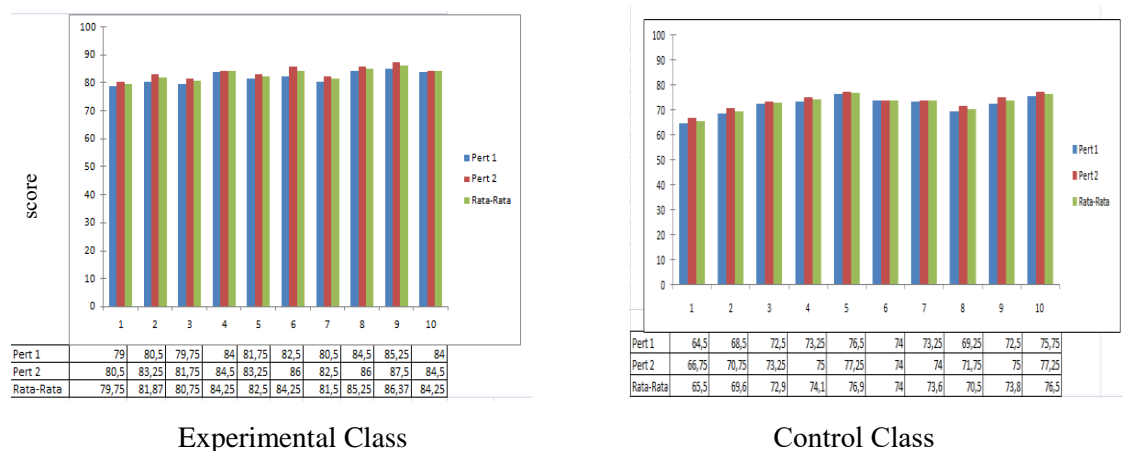 100
90
80
70
60
50
40
30
20
10
0
score
1 2 3 4 5 6 7 8 9 10
Pert 1
Pert 2
Rata-Rata
Pert 1 79 80,5 79,75 84 81,75 82,5 80,5 84,5 85,25 84
Pert 2 80,5 83,25 81,75 84,5 83,25 86 82,5 86 87,5 84,5
Rata-Rata 79,75 81,87 80,75 84,25 82,5 84,25 81,5 85,25 86,37 84,25
Experimental Class
100
90
80
70
60
50
40
30
20
10
0
1 2 3 4 5 6 7 8 9 10
Pert 1
Pert 2
Rata-Rata
Pert 1 64,5 68,5 72,5 73,25 76,5 74 73,25 69,25 72,5 75,75
Pert 2 66,75 70,75 73,25 75 77,25 74 74 71,75 75 77,25
Rata-Rata 65,5 69,6 72,9 74,1 76,9 74 73,6 70,5 73,8 76,5
Control Class